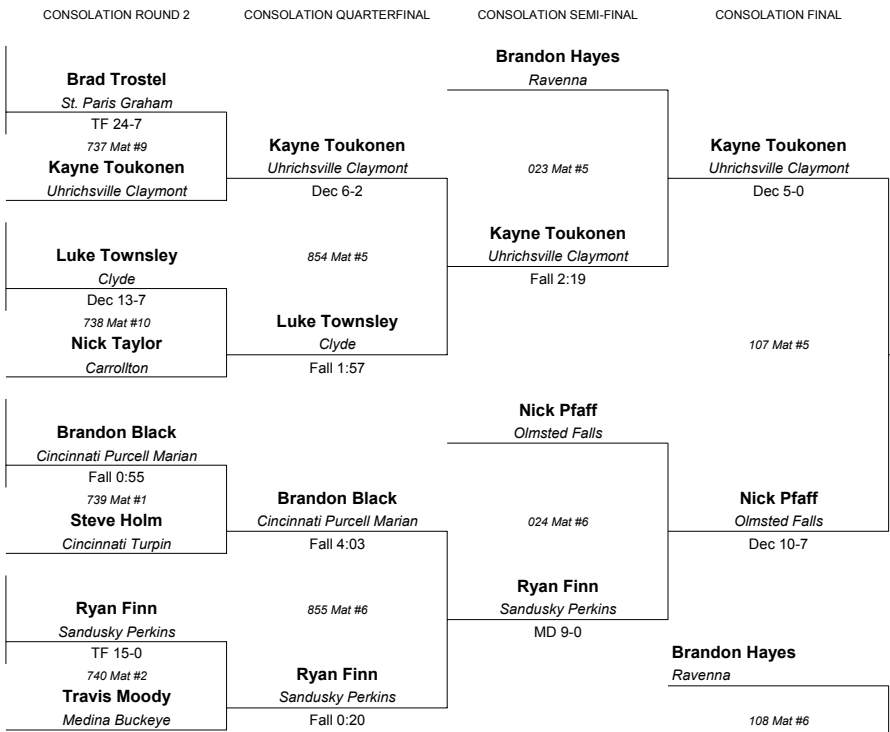 CONSOLATION ROUND 2
CONSOLATION QUARTERFINAL
CONSOLATION SEMI-FINAL
CONSOLATION FINAL
Brad Trostel
St. Paris Graham
TF 24-7
737 Mat #9
Kayne Toukonen
Uhrichsville Claymont
Luke Townsley
Clyde
Dec 13-7
738 Mat #10
Nick Taylor
Carrollton
Brandon Black
Cincinnati Purcell Marian
Fall 0:55
739 Mat #1
Steve Holm
Cincinnati Turpin
Ryan Finn
Sandusky Perkins
TF 15-0
740 Mat #2
Travis Moody
Medina Buckeye
Kayne Toukonen
Uhrichsville Claymont
Dec 6-2
854 Mat #5
Luke Townsley
Clyde
Fall 1:57
Brandon Black
Cincinnati Purcell Marian
Fall 4:03
855 Mat #6
Ryan Finn
Sandusky Perkins
Fall 0:20
Brandon Hayes
Ravenna
023 Mat #5
Kayne Toukonen
Uhrichsville Claymont
Fall 2:19
Nick Pfaff
Olmsted Falls
024 Mat #6
Ryan Finn
Sandusky Perkins
MD 9-0
Kayne Toukonen
Uhrichsville Claymont
Dec 5-0
107 Mat #5
Nick Pfaff
Olmsted Falls
Dec 10-7
Brandon Hayes
Ravenna
108 Mat #6